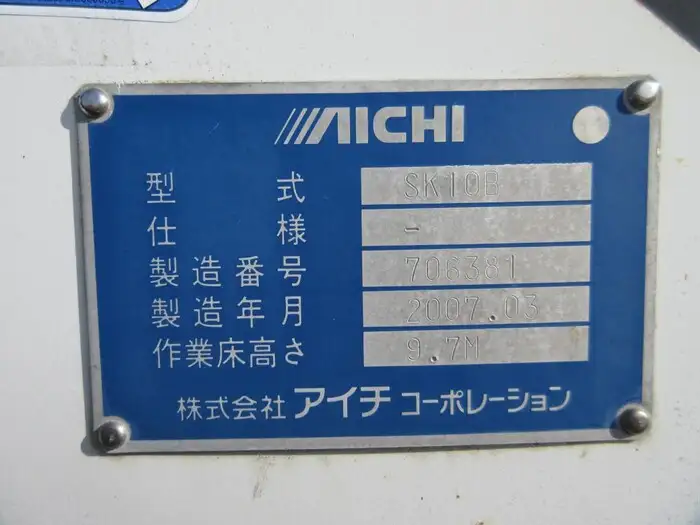 AICHI
型式 SK10B
仕様 -
製造番号 706381
製造年月 2007.03
作業床高さ 9.7M
株式会社 アイチ コーポレーション